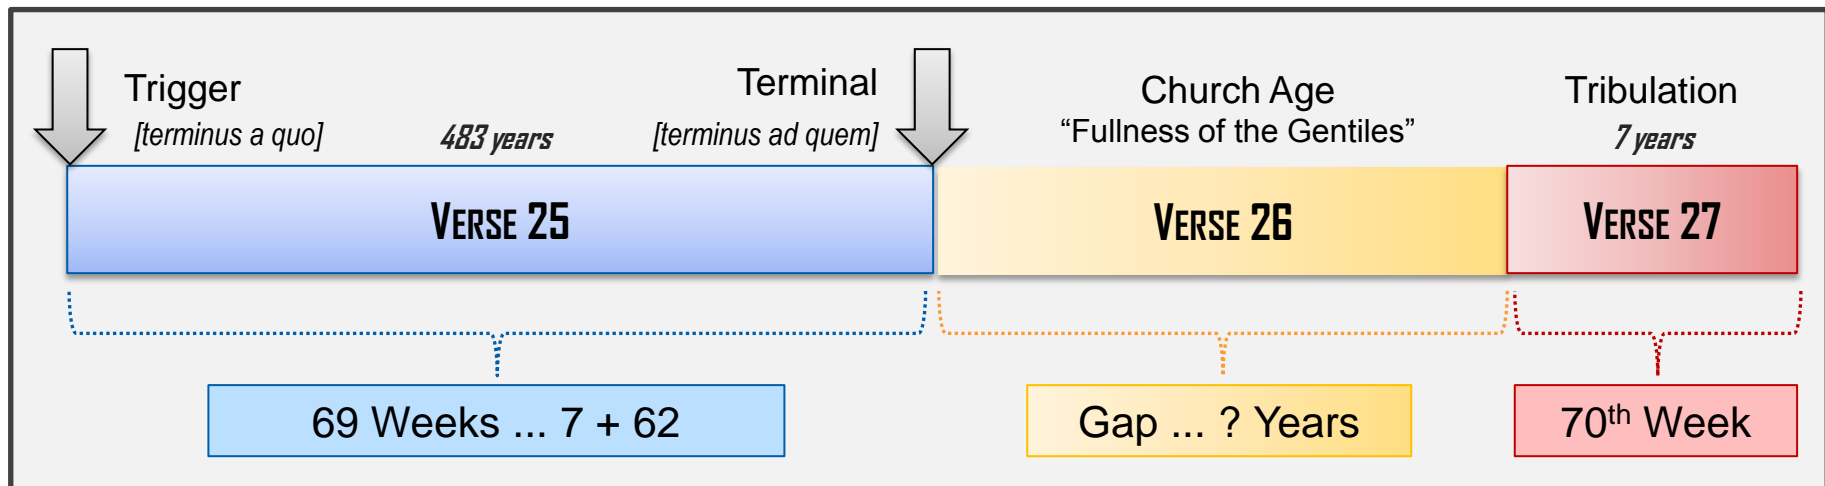 Trigger
[terminus a quo]
483 years
Terminal
[terminus ad quem]
Church Age
“Fullness of the Gentiles”
Tribulation
7 years
VERSE 25
VERSE 26
VERSE 27
69 Weeks ... 7 + 62
Gap ... ? Years
70th Week